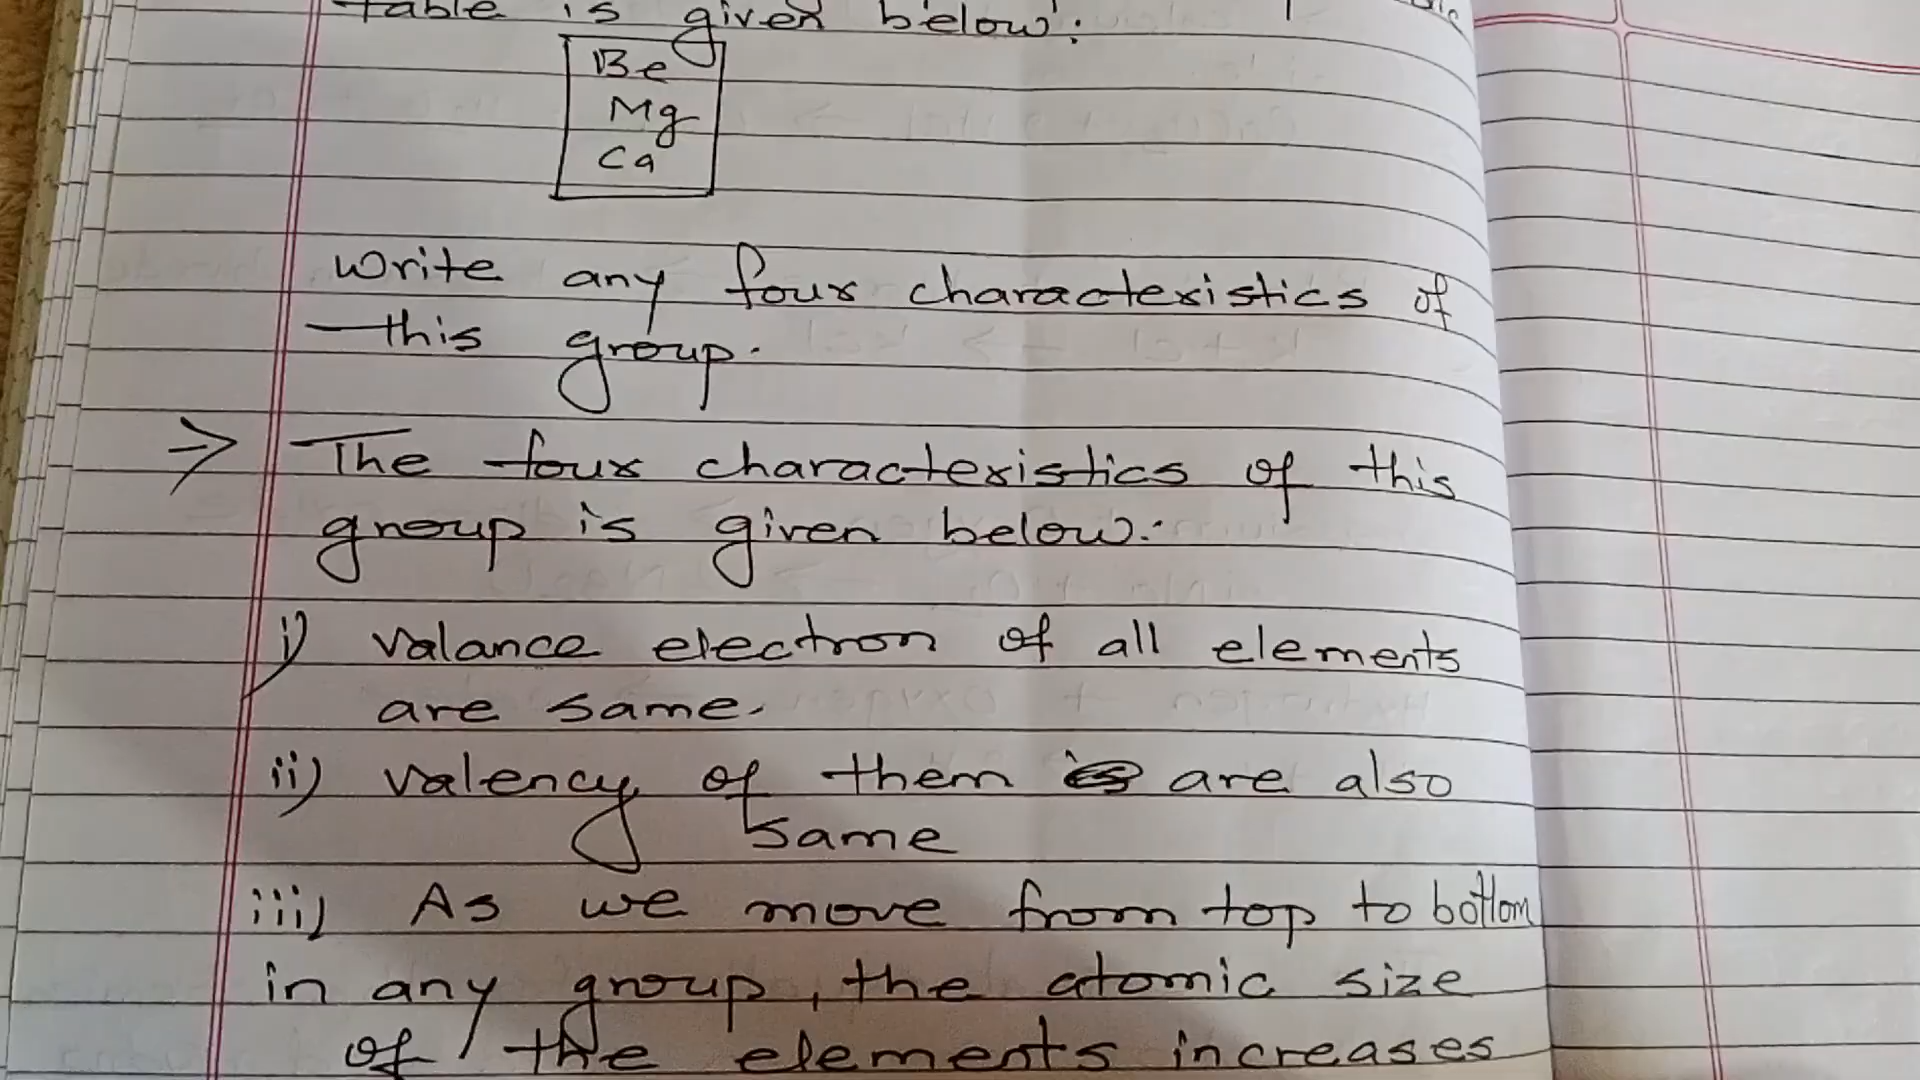 table is given below:
Be
Mg
Ca
write any four characteristics of
this group.
⇒ The four characteristics of this
group is given below:
i) valance electron of all elements
are same.
ii) valency of them are also
same
iii) As we move from top to bottom
in any group, the atomic size
of the elements increases